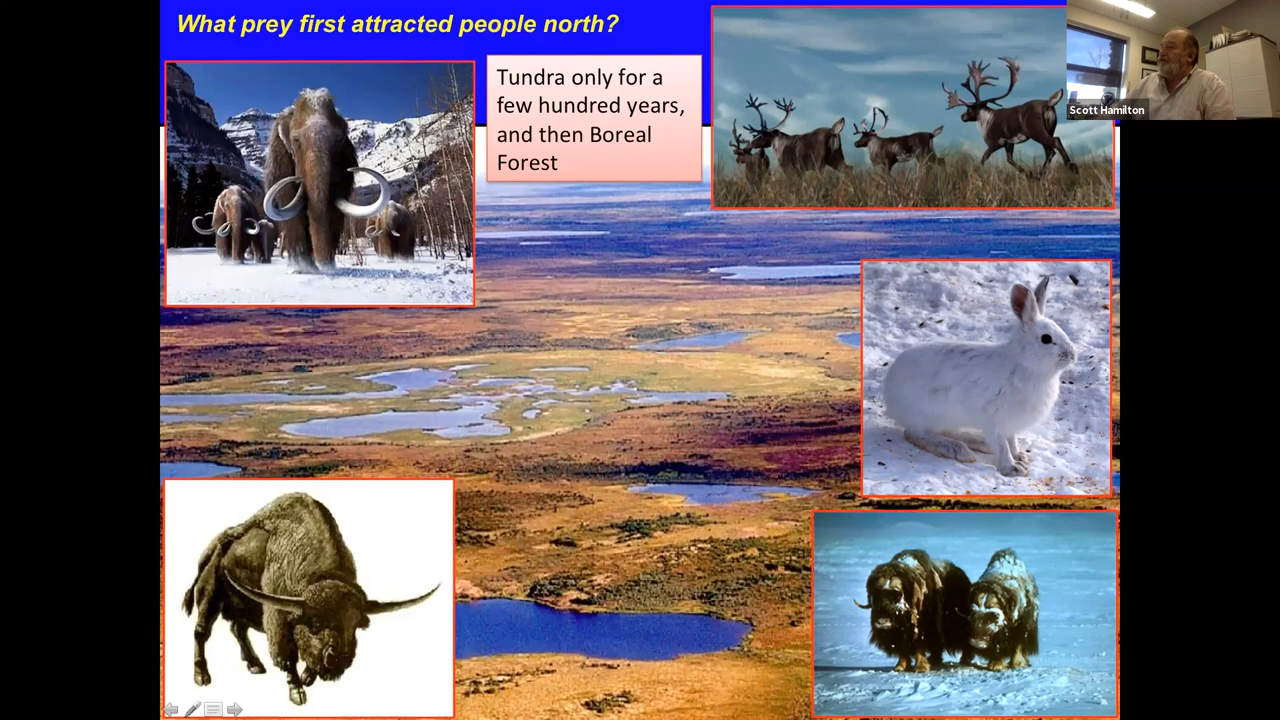 What prey first attracted people north?
Tundra only for a
few hundred years,
and then Boreal
Forest
Scott Hamilton